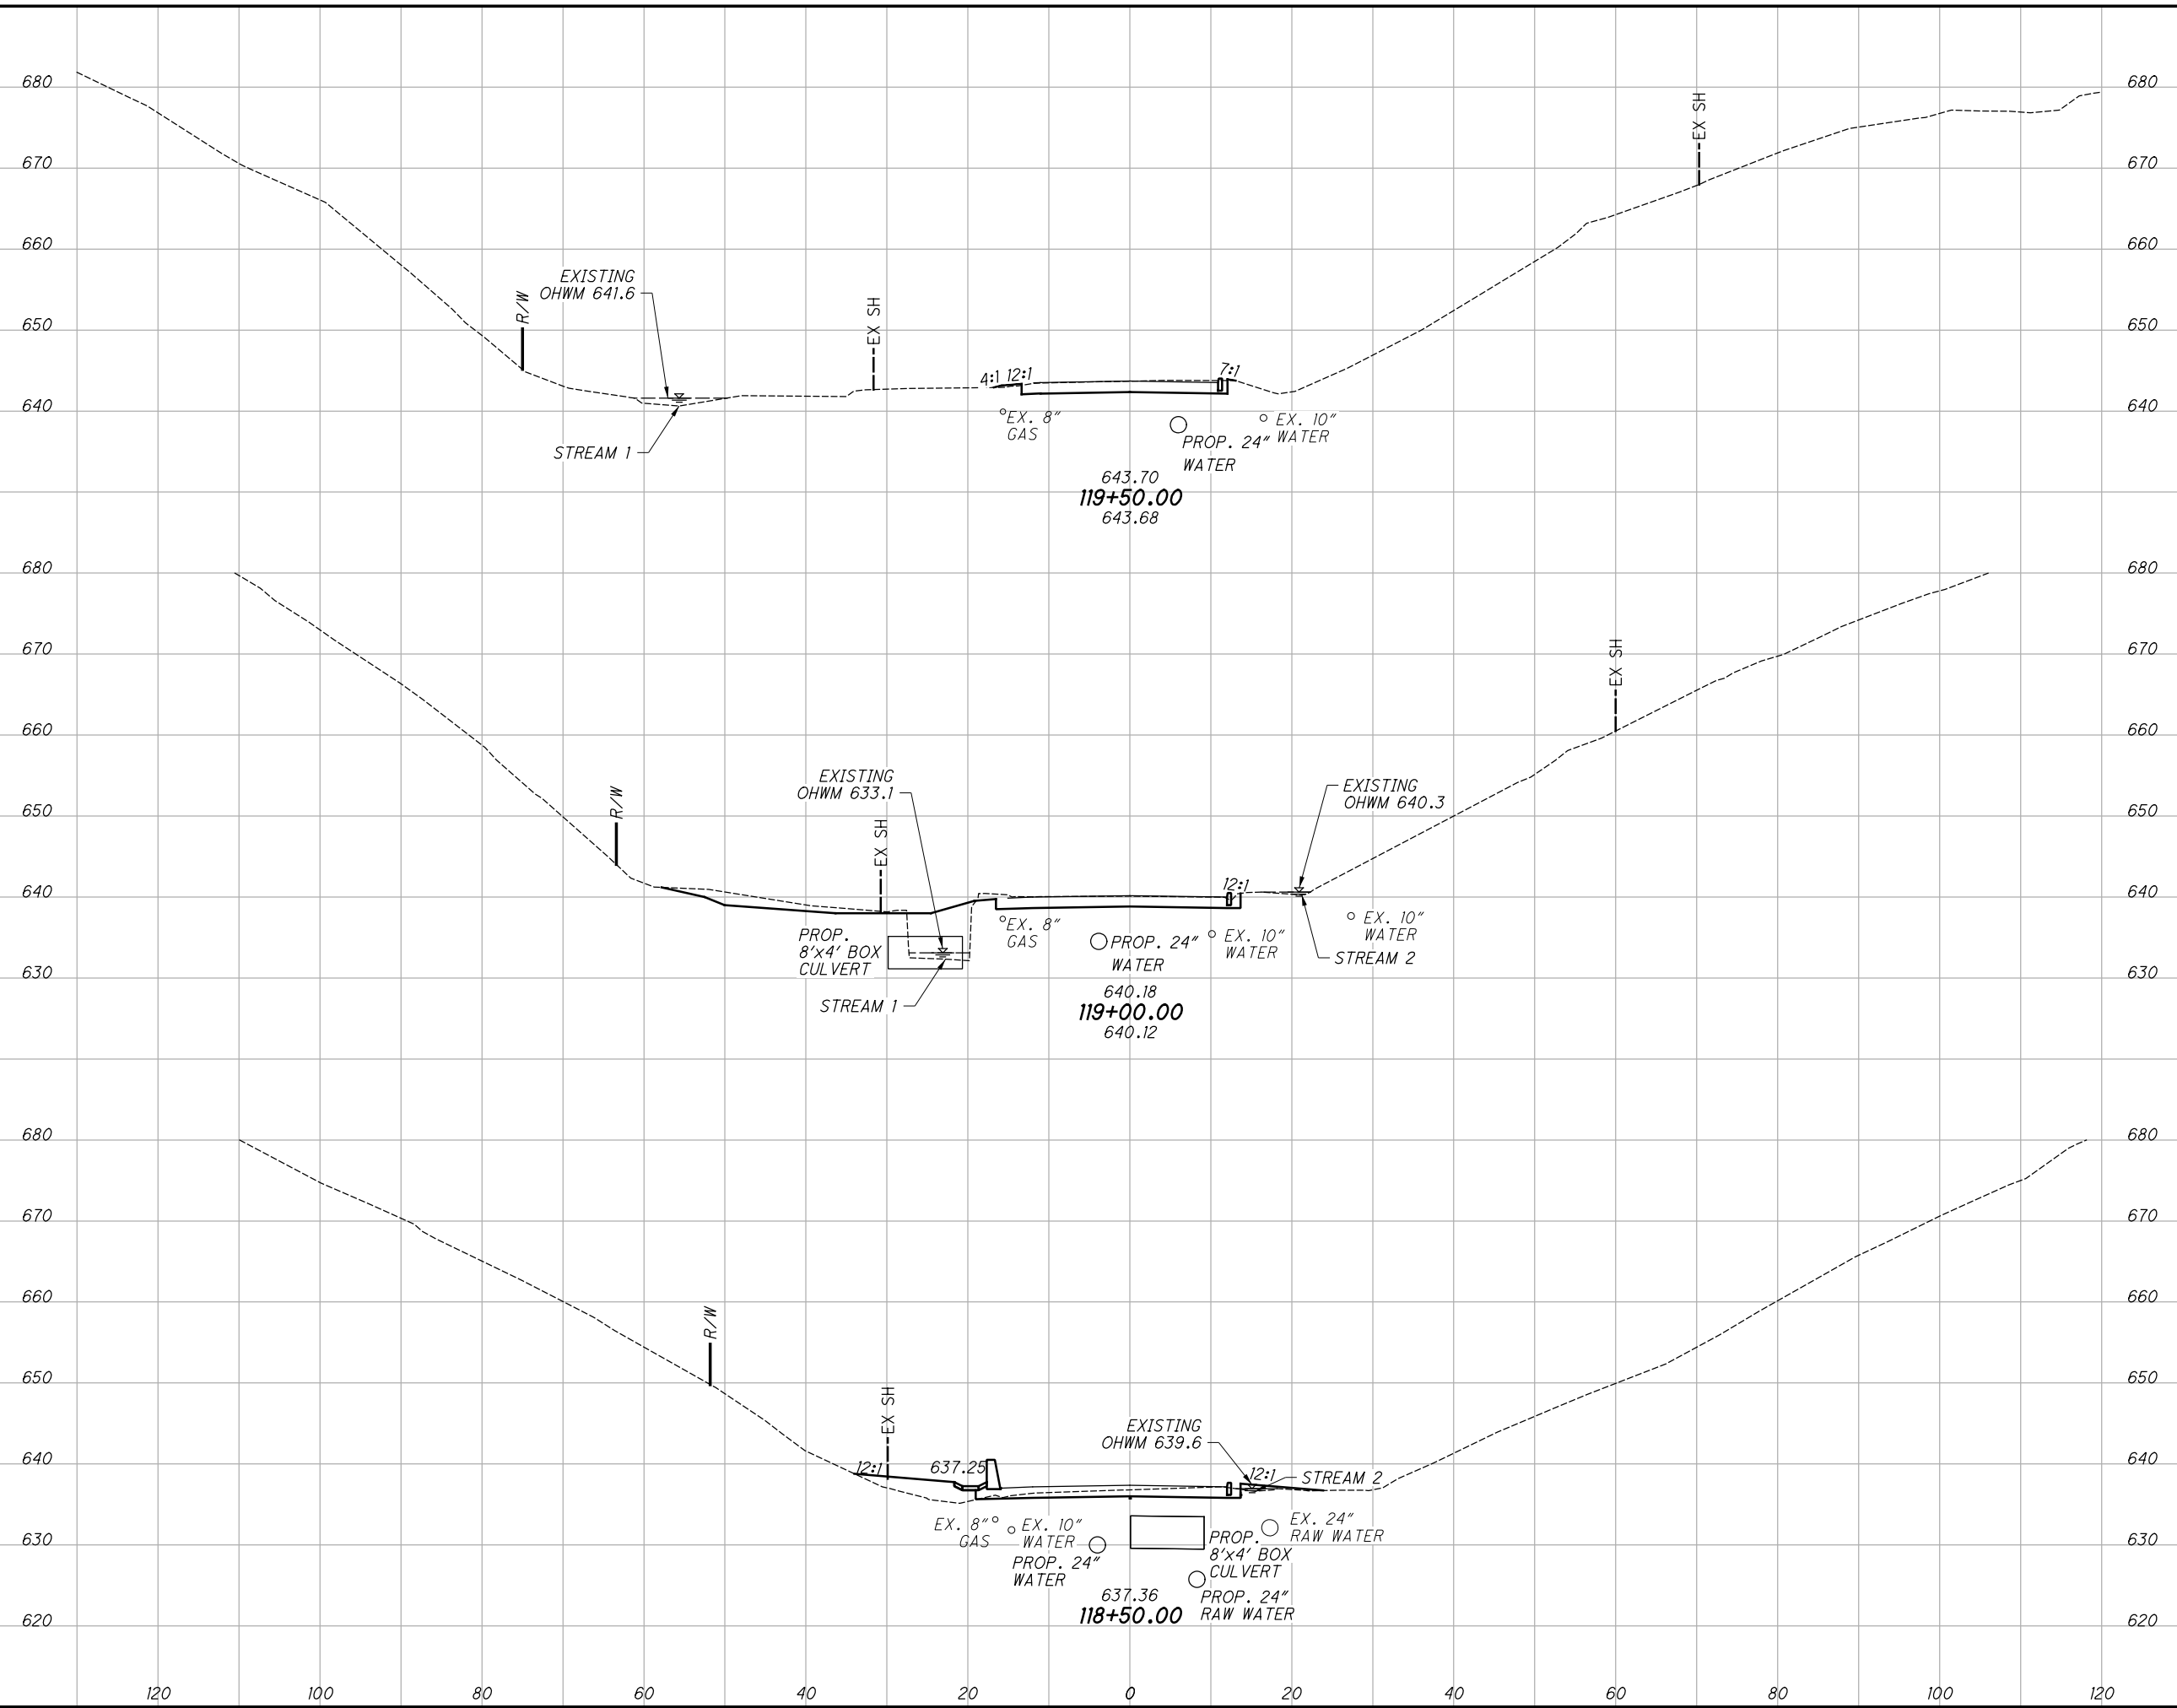 680 680
EX SH
670 670
660 660
EXISTING
OHWM 641.6
R/W
EX SH
650 650
4:1 12:1 7:1
640 640
EX. 8"
GAS
EX. 10"
WATER
PROP. 24"
WATER
STREAM 1
643.70
119+50.00
643.68
680 680
670 670
EX SH
660 660
EXISTING
OHWM 633.1
EXISTING
OHWM 640.3
R/W
650 650
EX SH
12:1
640 640
EX. 8"
GAS
PROP.
8'x4' BOX
CULVERT
PROP. 24"
WATER
EX. 10"
WATER
EX. 10"
WATER
STREAM 2
630 630
STREAM 1
640.18
119+00.00
640.12
680 680
670 670
660 660
R/W
650 650
EX SH
EXISTING
OHWM 639.6
640 640
12:1 637.25 12:1 STREAM 2
EX. 8"
GAS
EX. 10"
WATER
PROP. 24"
WATER
EX. 24"
RAW WATER
630 630
PROP.
8'x4' BOX
CULVERT
PROP. 24"
RAW WATER
637.36
118+50.00
620 620
120 100 80 60 40 20 0 20 40 60 80 100 120